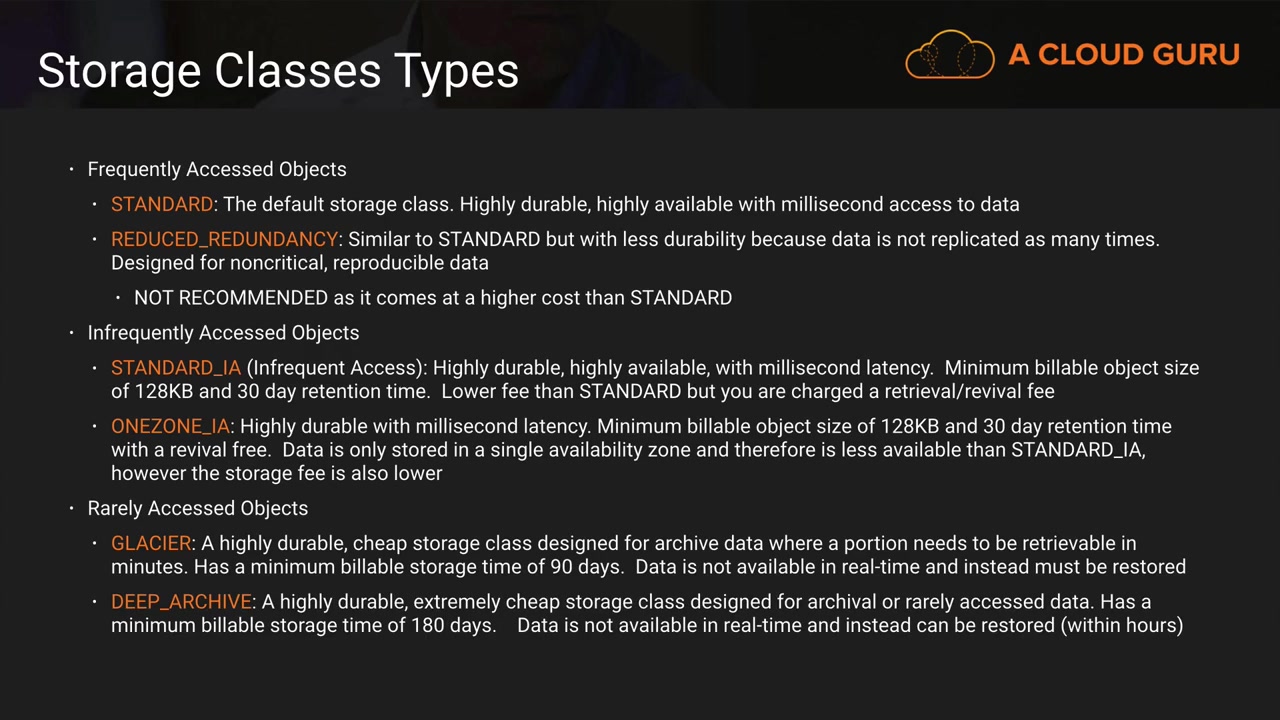 Storage Classes Types
A CLOUD GURU
· Frequently Accessed Objects
· STANDARD: The default storage class. Highly durable, highly available with millisecond access to data
· REDUCED_REDUNDANCY: Similar to STANDARD but with less durability because data is not replicated as many times.
Designed for noncritical, reproducible data
· NOT RECOMMENDED as it comes at a higher cost than STANDARD
· Infrequently Accessed Objects
· STANDARD_IA (Infrequent Access): Highly durable, highly available, with millisecond latency.  Minimum billable object size
of 128KB and 30 day retention time.  Lower fee than STANDARD but you are charged a retrieval/revival fee
· ONEZONE_IA: Highly durable with millisecond latency. Minimum billable object size of 128KB and 30 day retention time
with a revival free.  Data is only stored in a single availability zone and therefore is less available than STANDARD_IA,
however the storage fee is also lower
· Rarely Accessed Objects
· GLACIER: A highly durable, cheap storage class designed for archive data where a portion needs to be retrievable in
minutes. Has a minimum billable storage time of 90 days.  Data is not available in real-time and instead must be restored
· DEEP_ARCHIVE: A highly durable, extremely cheap storage class designed for archival or rarely accessed data. Has a
minimum billable storage time of 180 days.    Data is not available in real-time and instead can be restored (within hours)